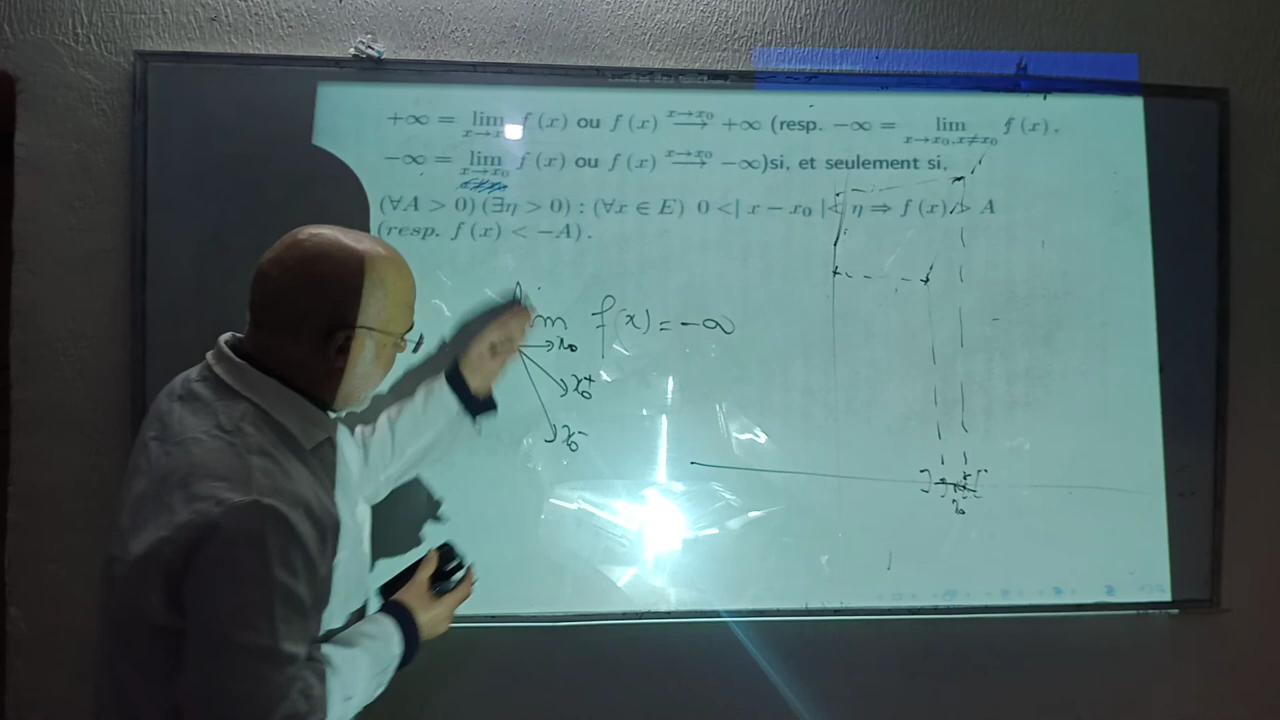 +∞ = lim x→x f(x) ou f(x) x→x₀ ⟶ +∞ (resp. −∞ = lim x→x₀,x≠x₀ f(x),
−∞ = lim x→x₀ f(x) ou f(x) x→x₀ ⟶ −∞)si, et seulement si,
(∀A > 0) (∃η > 0) : (∀x ∈ E) 0 <| x − x₀ |< η ⇒ f(x) > A
(resp. f(x) < −A).
lim f(x) = −∞
→x₀
x₀⁺
x₀⁻
x₀